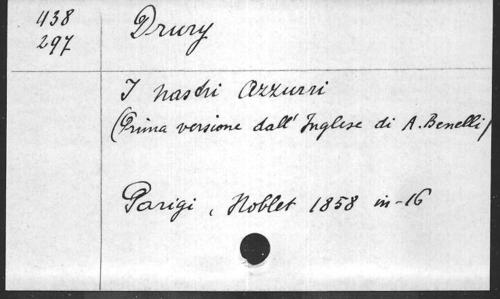 438
297
Drury
I nastri Azzurri
(Prima versione dall' Inglese di A. Benelli)
Parigi, Noblet 1858 in-16